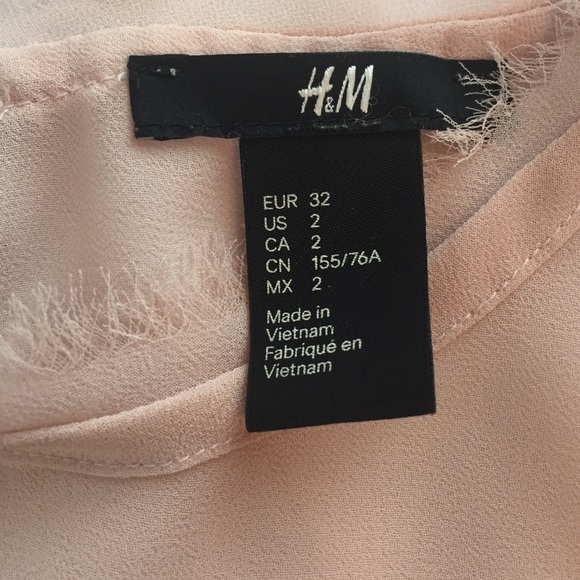 H&M
EUR 32
US 2
CA 2
CN 155/76A
MX 2
Made in
Vietnam
Fabriqué en
Vietnam